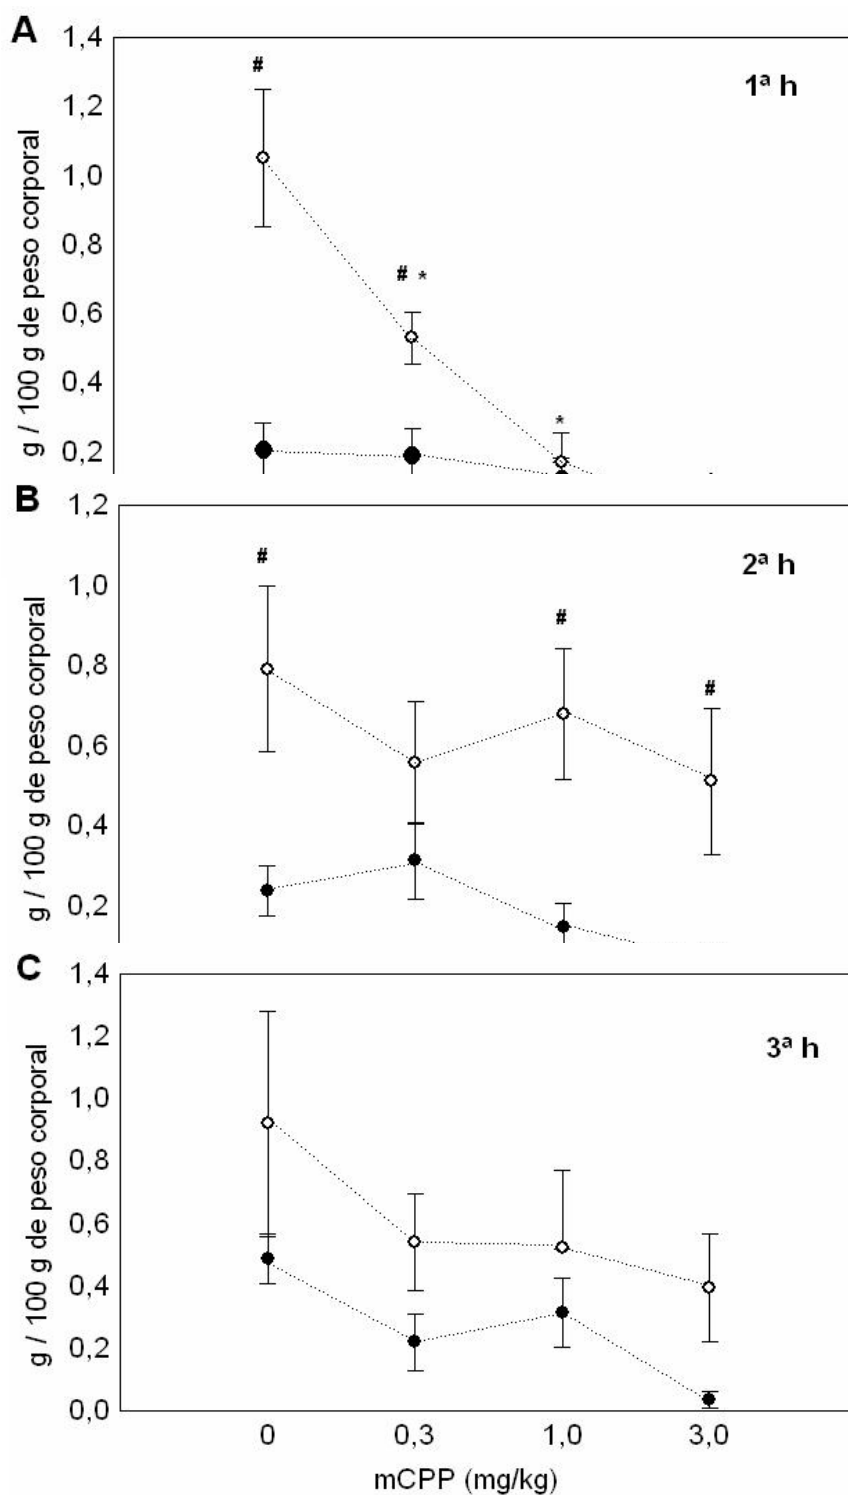 A
1,4
1,2
1,0
0,8
0,6
0,4
0,2
g / 100 g de peso corporal
1ª h
#
# *
*
B
1,2
1,0
0,8
0,6
0,4
0,2
g / 100 g de peso corporal
2ª h
#
#
#
C
1,4
1,2
1,0
0,8
0,6
0,4
0,2
0,0
g / 100 g de peso corporal
3ª h
0 0,3 1,0 3,0
mCPP (mg/kg)